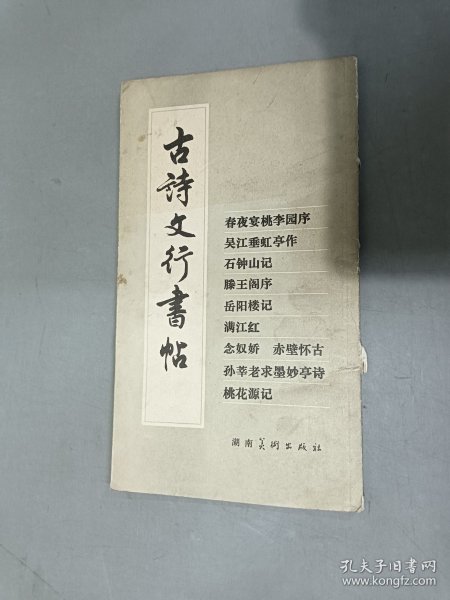 古詩文行書帖
春夜宴桃李园序
吴江垂虹亭作
石钟山记
滕王阁序
岳阳楼记
满江红
念奴娇　赤壁怀古
孙莘老求墨妙亭诗
桃花源记
湖南美術出版社
孔夫子旧书网
www.kongfz.com